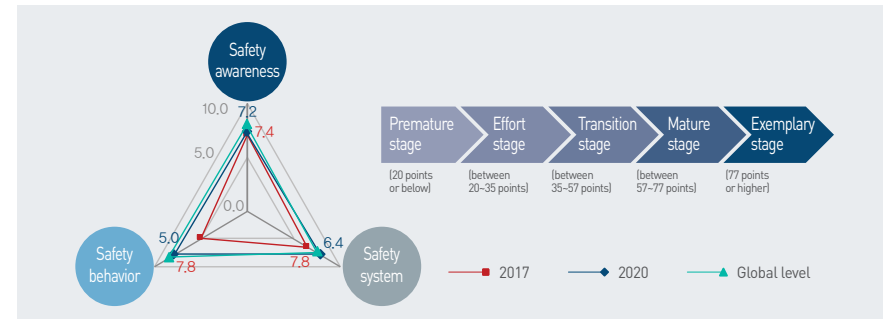 Safety
awareness
10.0
7.2
7.4
5.0
0.0
5.0
7.8
6.4
7.8
Safety
behavior
Safety
system
Premature
stage
Effort
stage
Transition
stage
Mature
stage
Exemplary
stage
(20 points
or below)
(between
20~35 points)
(between
35~57 points)
(between
57~77 points)
(77 points
or higher)
2017
2020
Global level